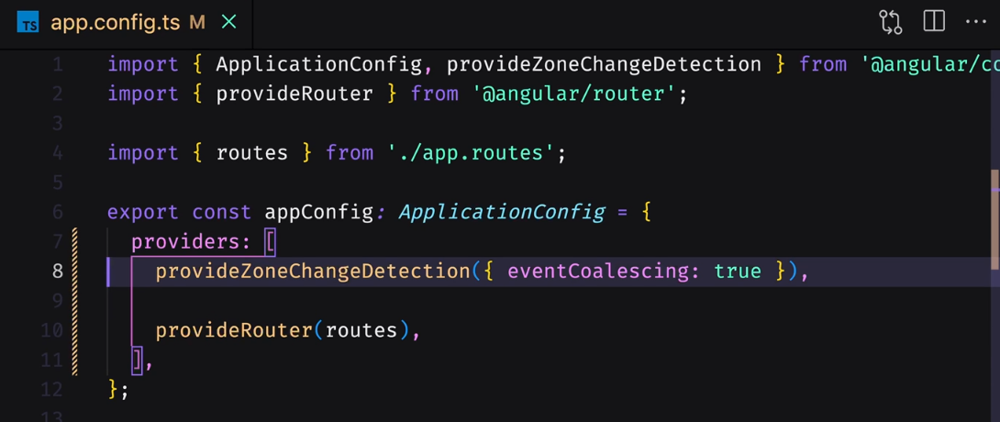 TS app.config.ts M
1 import { ApplicationConfig, provideZoneChangeDetection } from '@angular/co
2 import { provideRouter } from '@angular/router';
3
4 import { routes } from './app.routes';
5
6 export const appConfig: ApplicationConfig = {
7 providers: [
8 provideZoneChangeDetection({ eventCoalescing: true }),
9
10 provideRouter(routes),
11 ],
12 };
13